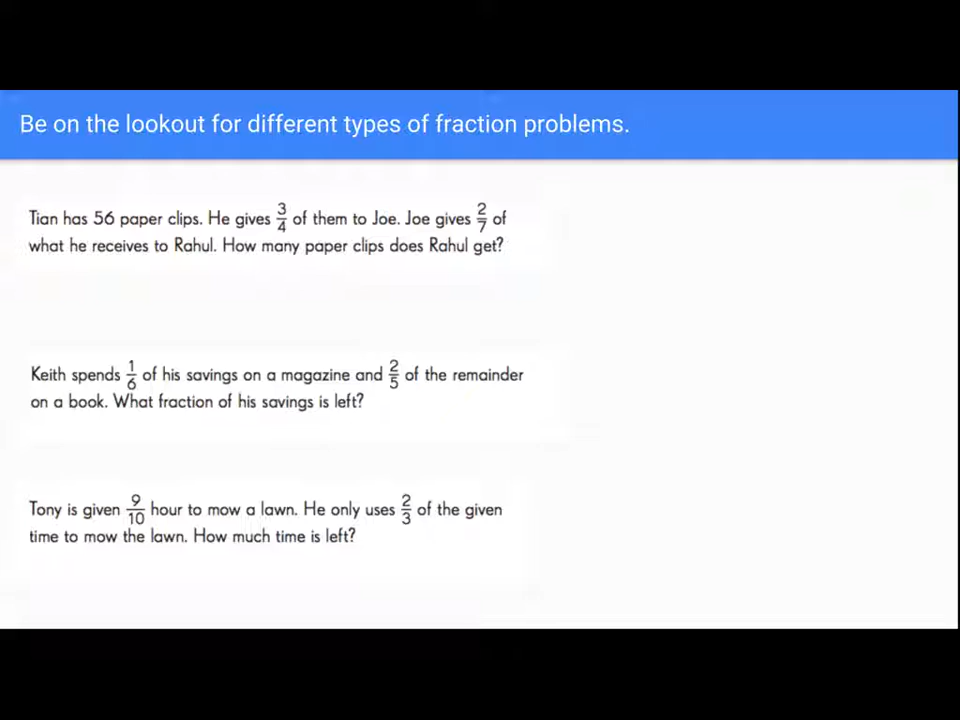 Be on the lookout for different types of fraction problems.
Tian has 56 paper clips. He gives 3/4 of them to Joe. Joe gives 2/7 of
what he receives to Rahul. How many paper clips does Rahul get?
Keith spends 1/6 of his savings on a magazine and 2/5 of the remainder
on a book. What fraction of his savings is left?
Tony is given 9/10 hour to mow a lawn. He only uses 2/3 of the given
time to mow the lawn. How much time is left?